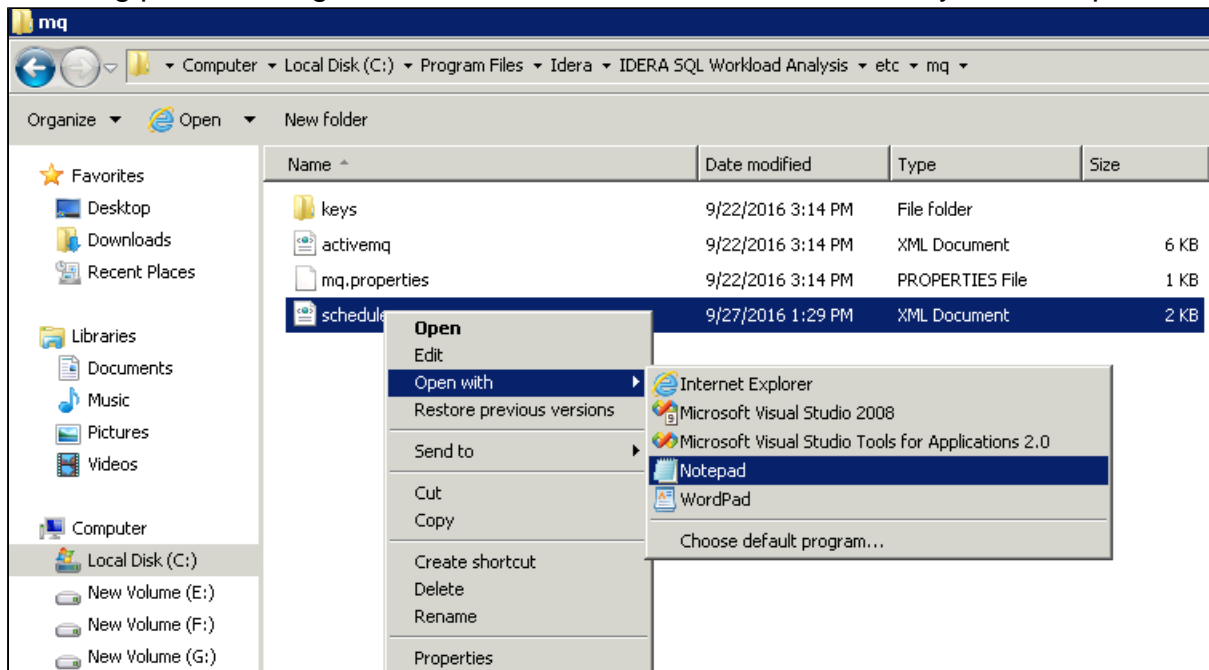 mq
Computer Local Disk (C:) Program Files Idera IDERA SQL Workload Analysis etc mq
Organize Open New folder
Name Date modified Type Size
Favorites
Desktop
Downloads
Recent Places
Libraries
Documents
Music
Pictures
Videos
Computer
Local Disk (C:)
New Volume (E:)
New Volume (F:)
New Volume (G:)
keys 9/22/2016 3:14 PM File folder
activemq 9/22/2016 3:14 PM XML Document 6 KB
mq.properties 9/22/2016 3:14 PM PROPERTIES File 1 KB
schedule 9/27/2016 1:29 PM XML Document 2 KB
Open
Edit
Open with
Restore previous versions
Send to
Cut
Copy
Create shortcut
Delete
Rename
Properties
Internet Explorer
Microsoft Visual Studio 2008
Microsoft Visual Studio Tools for Applications 2.0
Notepad
WordPad
Choose default program...